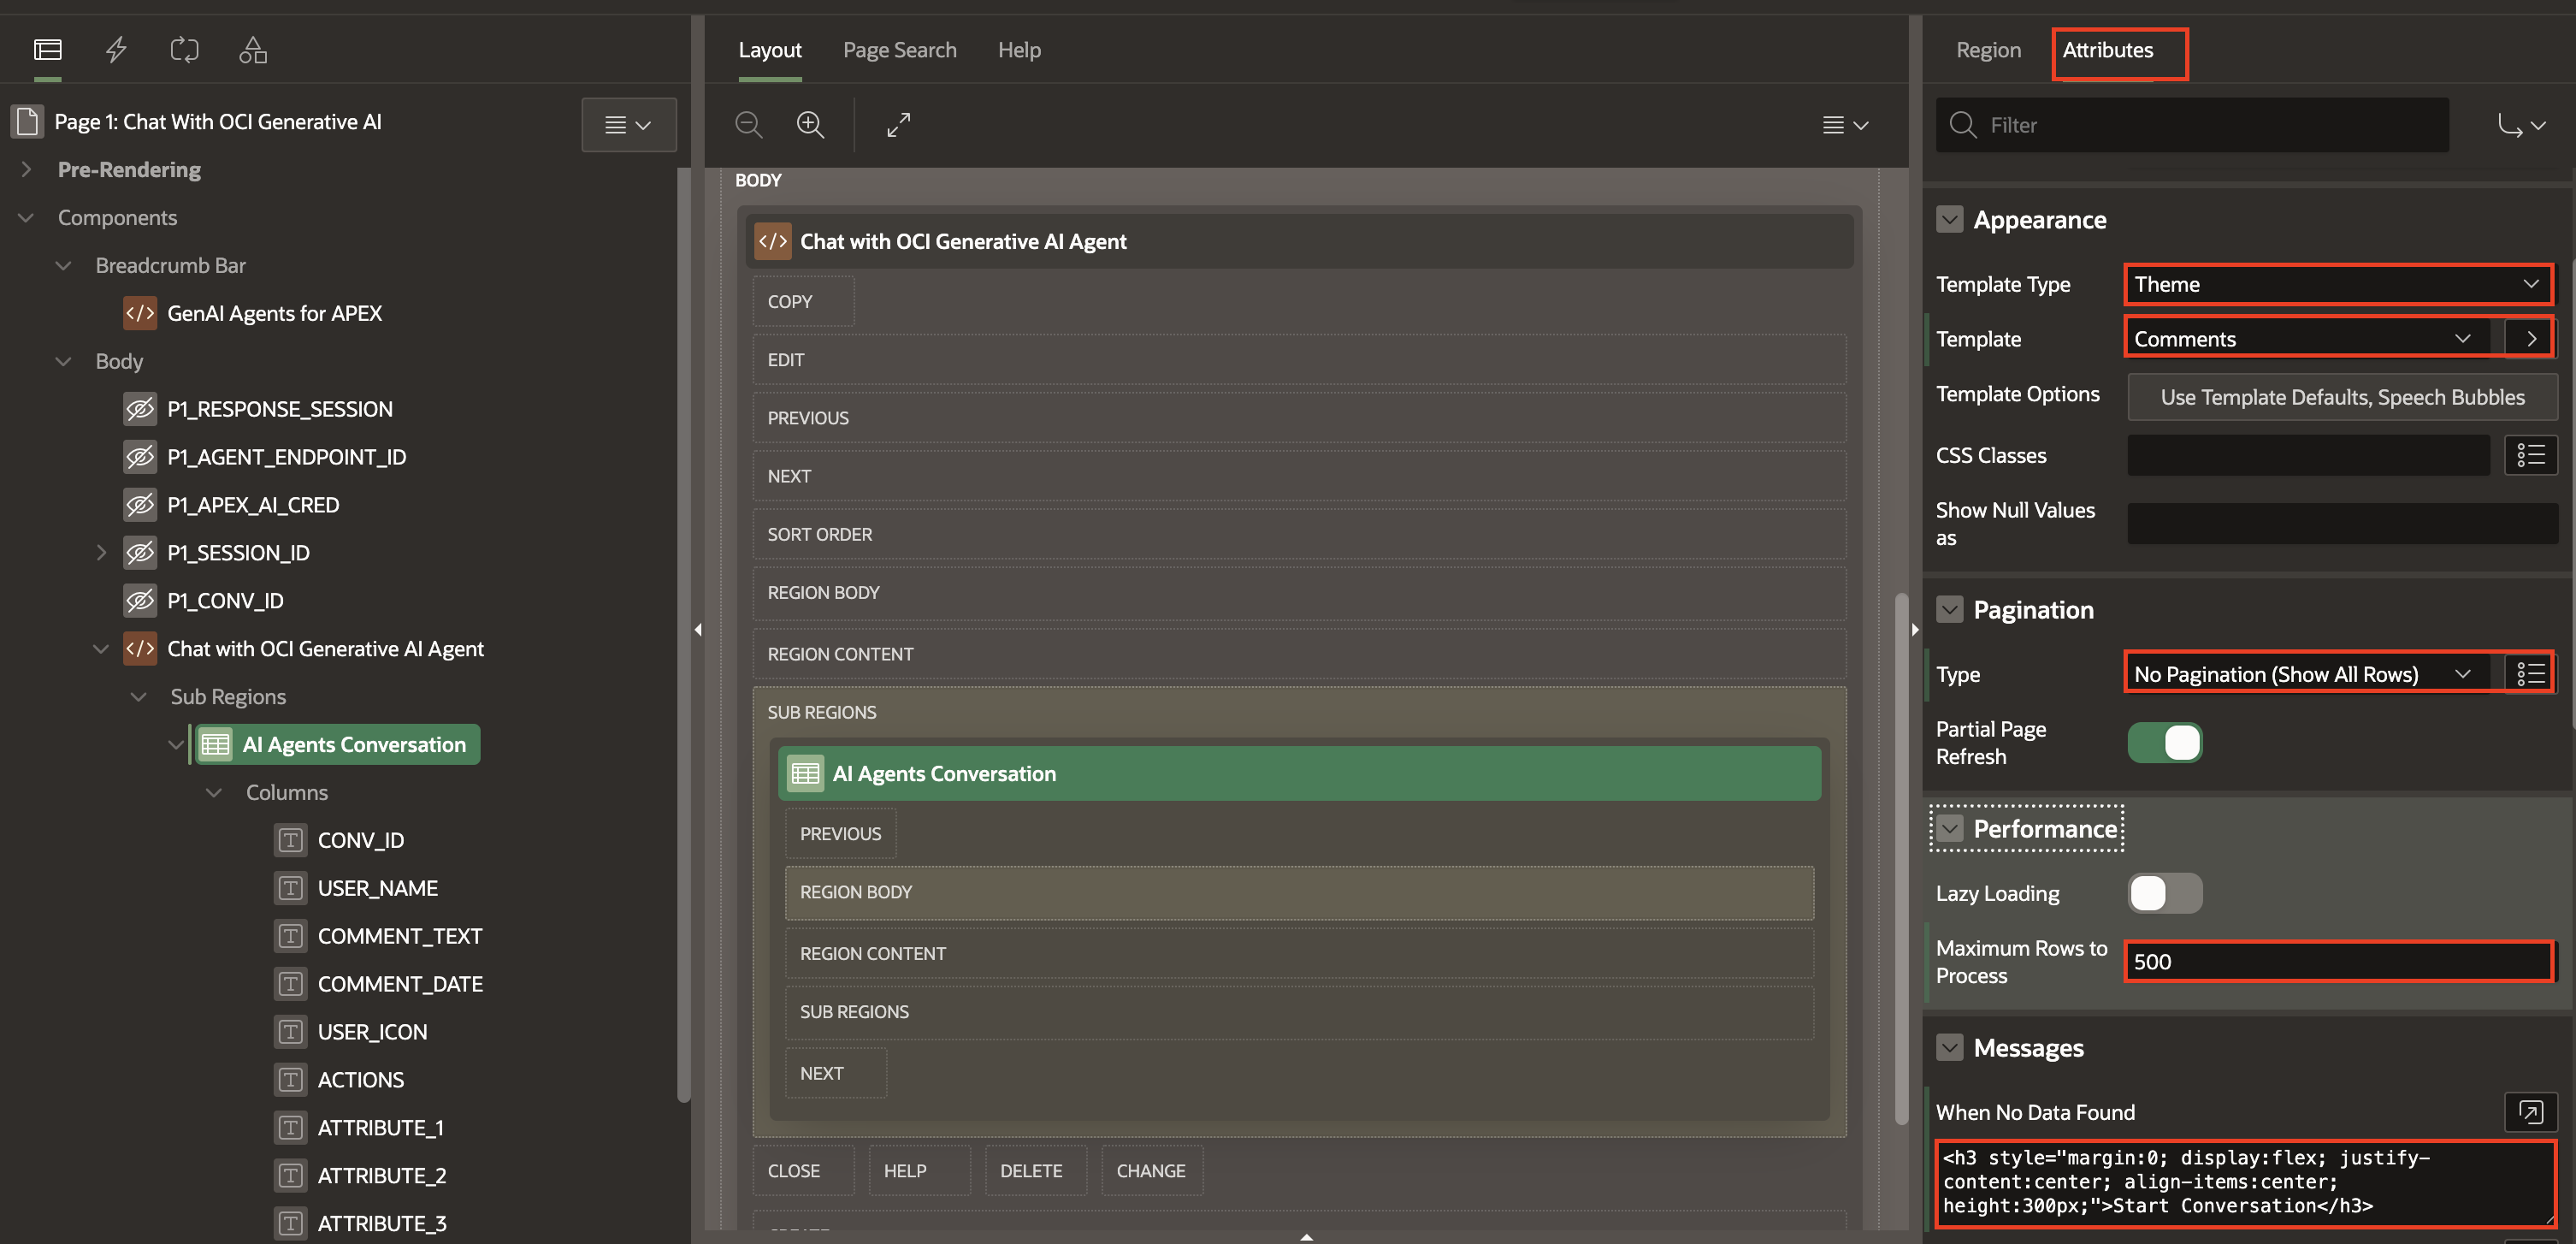 Page 1: Chat With OCI Generative AI
Pre-Rendering
Components
Breadcrumb Bar
GenAI Agents for APEX
Body
P1_RESPONSE_SESSION
P1_AGENT_ENDPOINT_ID
P1_APEX_AI_CRED
P1_SESSION_ID
P1_CONV_ID
Chat with OCI Generative AI Agent
Sub Regions
AI Agents Conversation
Columns
CONV_ID
USER_NAME
COMMENT_TEXT
COMMENT_DATE
USER_ICON
ACTIONS
ATTRIBUTE_1
ATTRIBUTE_2
ATTRIBUTE_3
Layout Page Search Help
BODY
Chat with OCI Generative AI Agent
COPY
EDIT
PREVIOUS
NEXT
SORT ORDER
REGION BODY
REGION CONTENT
SUB REGIONS
AI Agents Conversation
PREVIOUS
REGION BODY
REGION CONTENT
SUB REGIONS
NEXT
CLOSE HELP DELETE CHANGE
Region Attributes
Filter
Appearance
Template Type Theme
Template Comments
Template Options Use Template Defaults, Speech Bubbles
CSS Classes
Show Null Values
as
Pagination
Type No Pagination (Show All Rows)
Partial Page
Refresh
Performance
Lazy Loading
Maximum Rows to
Process 500
Messages
When No Data Found
<h3 style="margin:0; display:flex; justify-
content:center; align-items:center;
height:300px;">Start Conversation</h3>